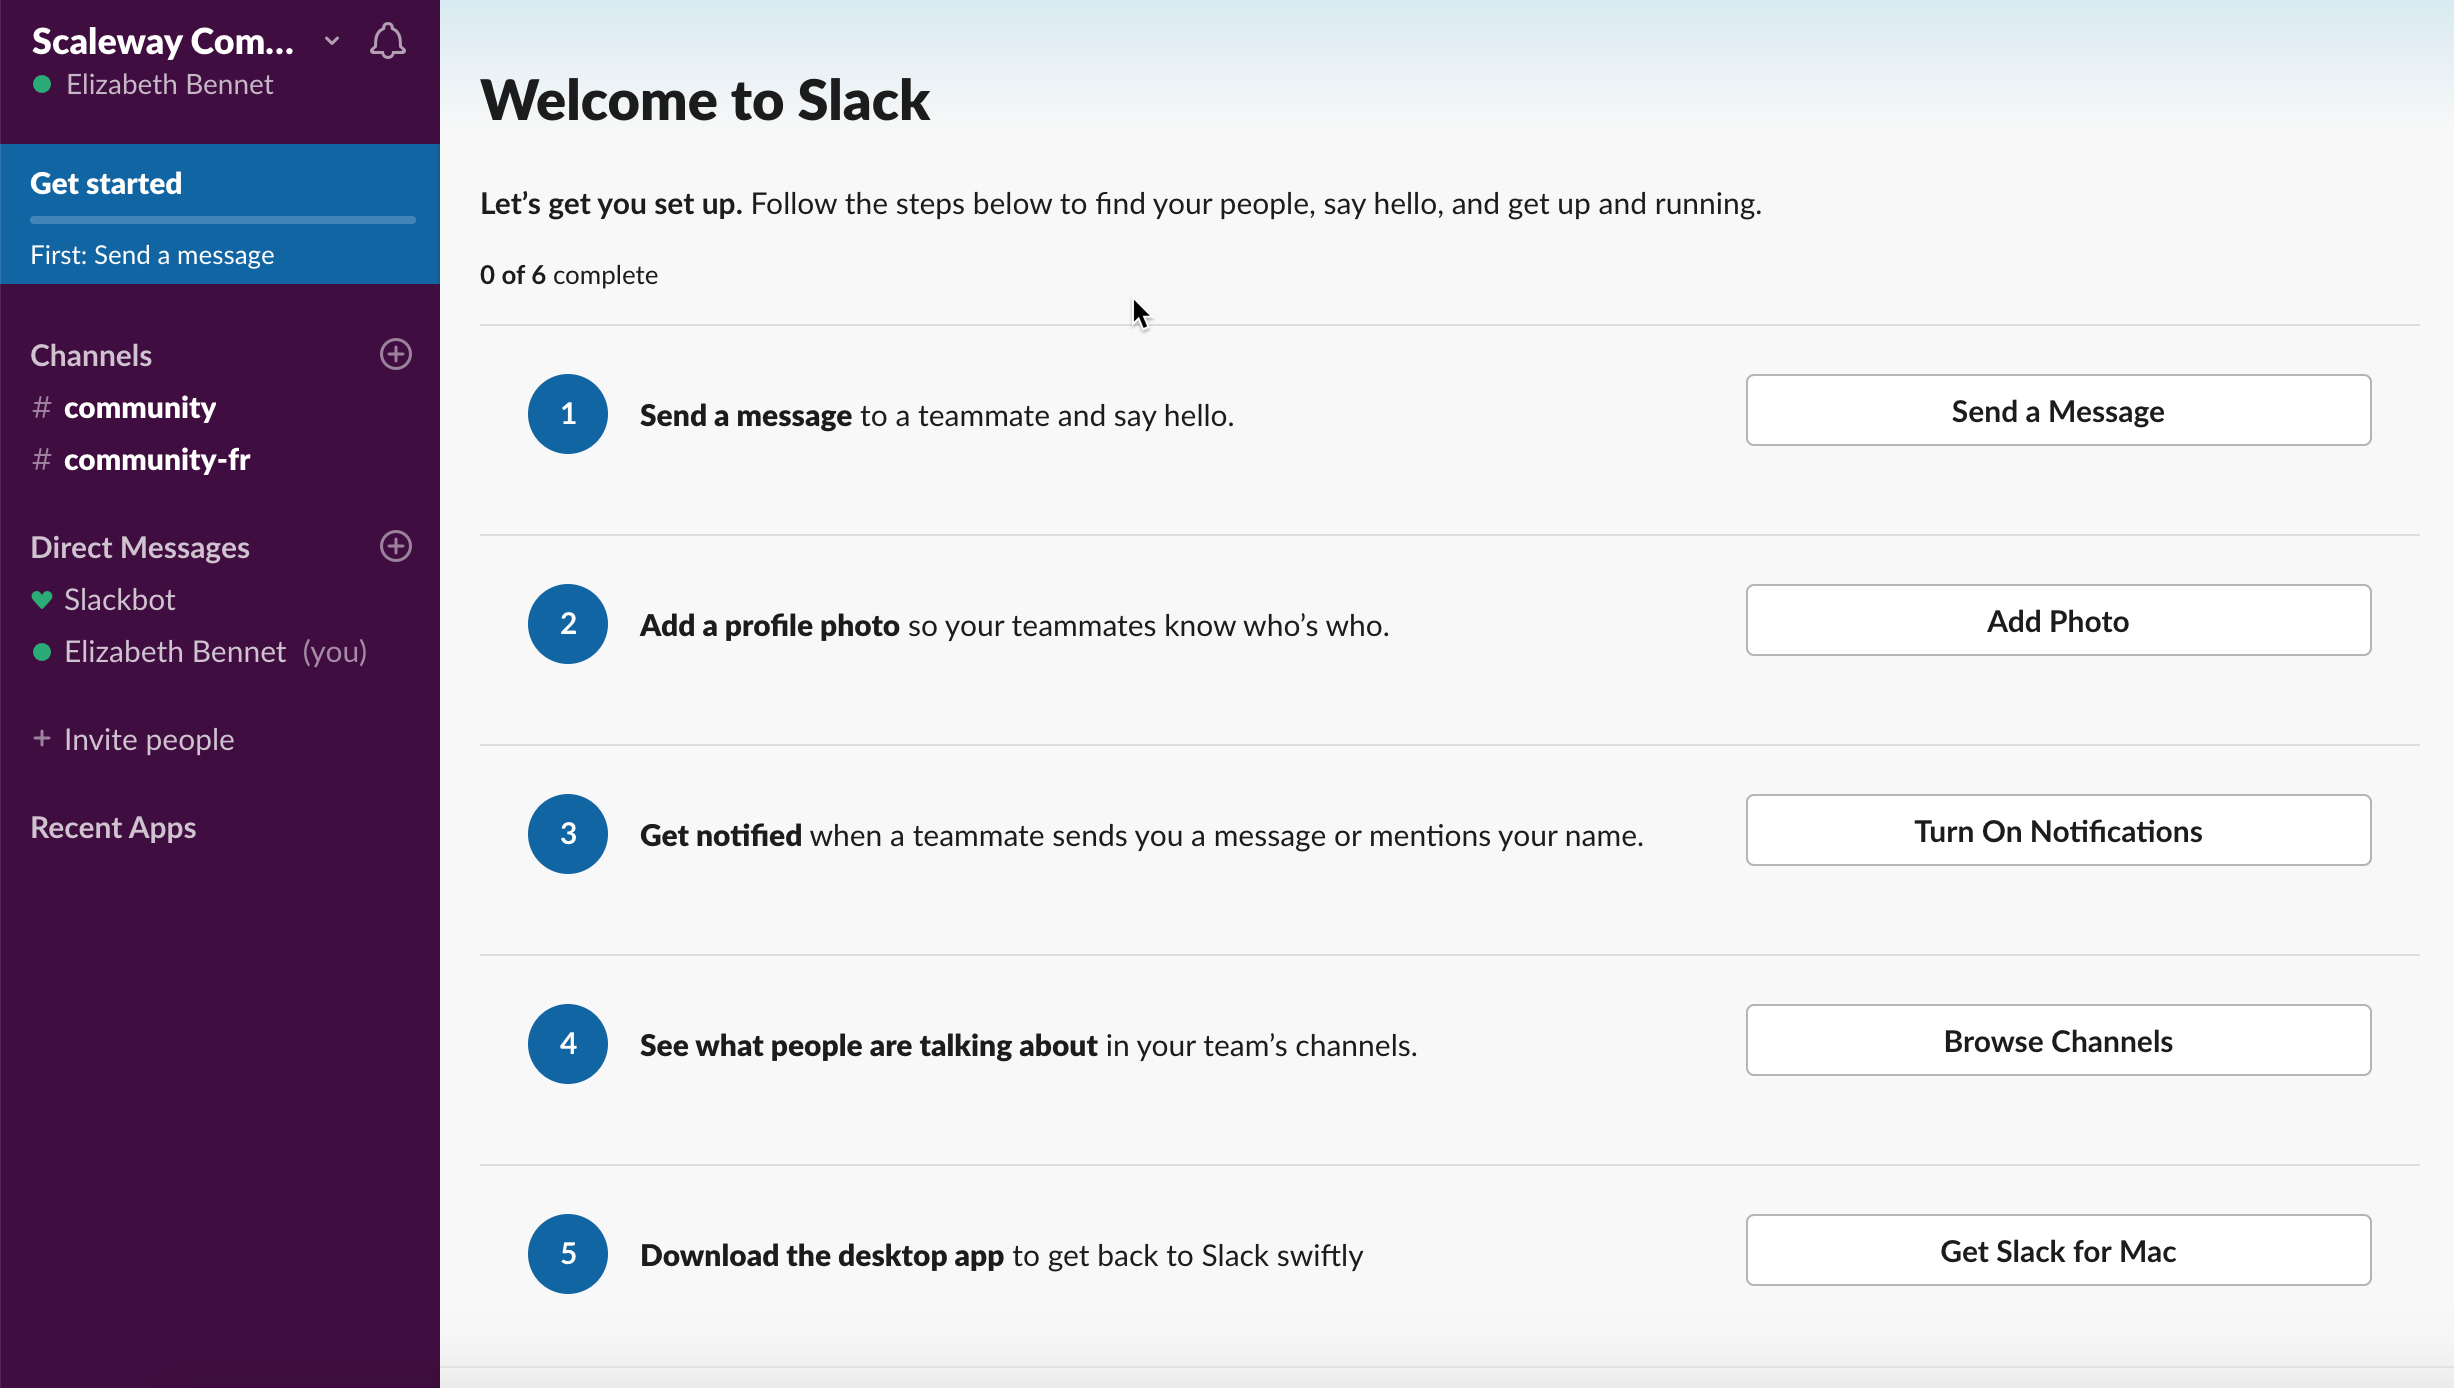 Scaleway Com...
Elizabeth Bennet
Get started
First: Send a message
Channels
# community
# community-fr
Direct Messages
Slackbot
Elizabeth Bennet (you)
+ Invite people
Recent Apps
Welcome to Slack
Let’s get you set up. Follow the steps below to find your people, say hello, and get up and running.
0 of 6 complete
1 Send a message to a teammate and say hello. Send a Message
2 Add a profile photo so your teammates know who’s who. Add Photo
3 Get notified when a teammate sends you a message or mentions your name. Turn On Notifications
4 See what people are talking about in your team’s channels. Browse Channels
5 Download the desktop app to get back to Slack swiftly Get Slack for Mac